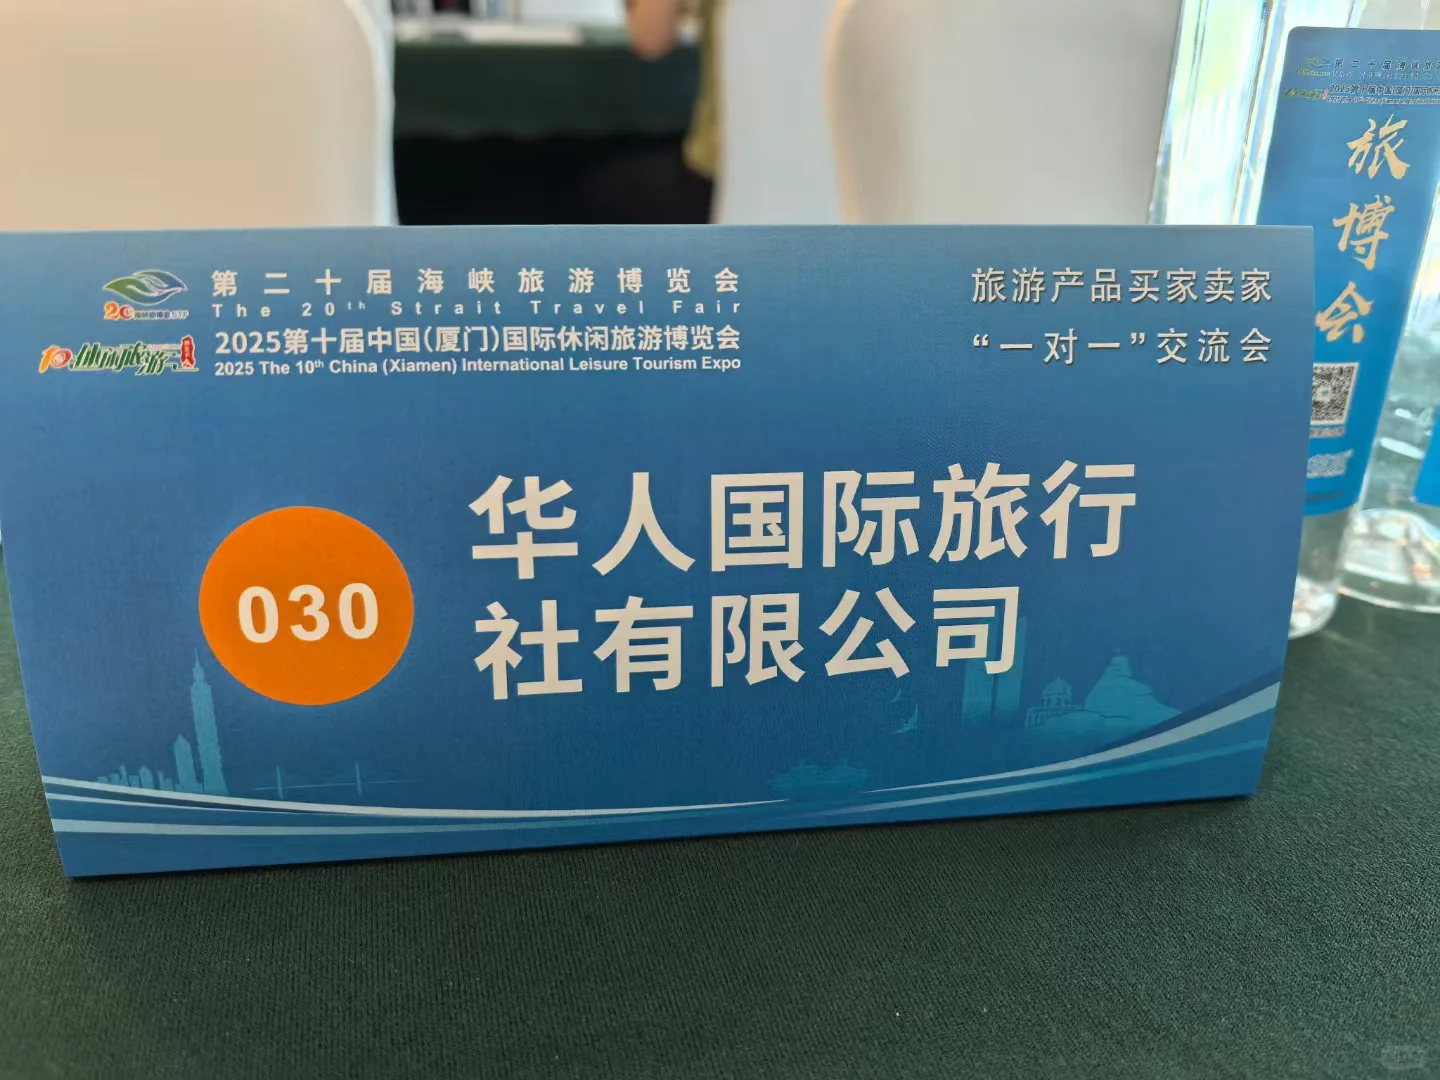 第二十届海峡旅游博览会
The 20th Strait Travel Fair
2025第十届中国(厦门)国际休闲旅游博览会
2025 The 10th China (Xiamen) International Leisure Tourism Expo
旅游产品买家卖家
“一对一”交流会
030
华人国际旅行
社有限公司
旅博会